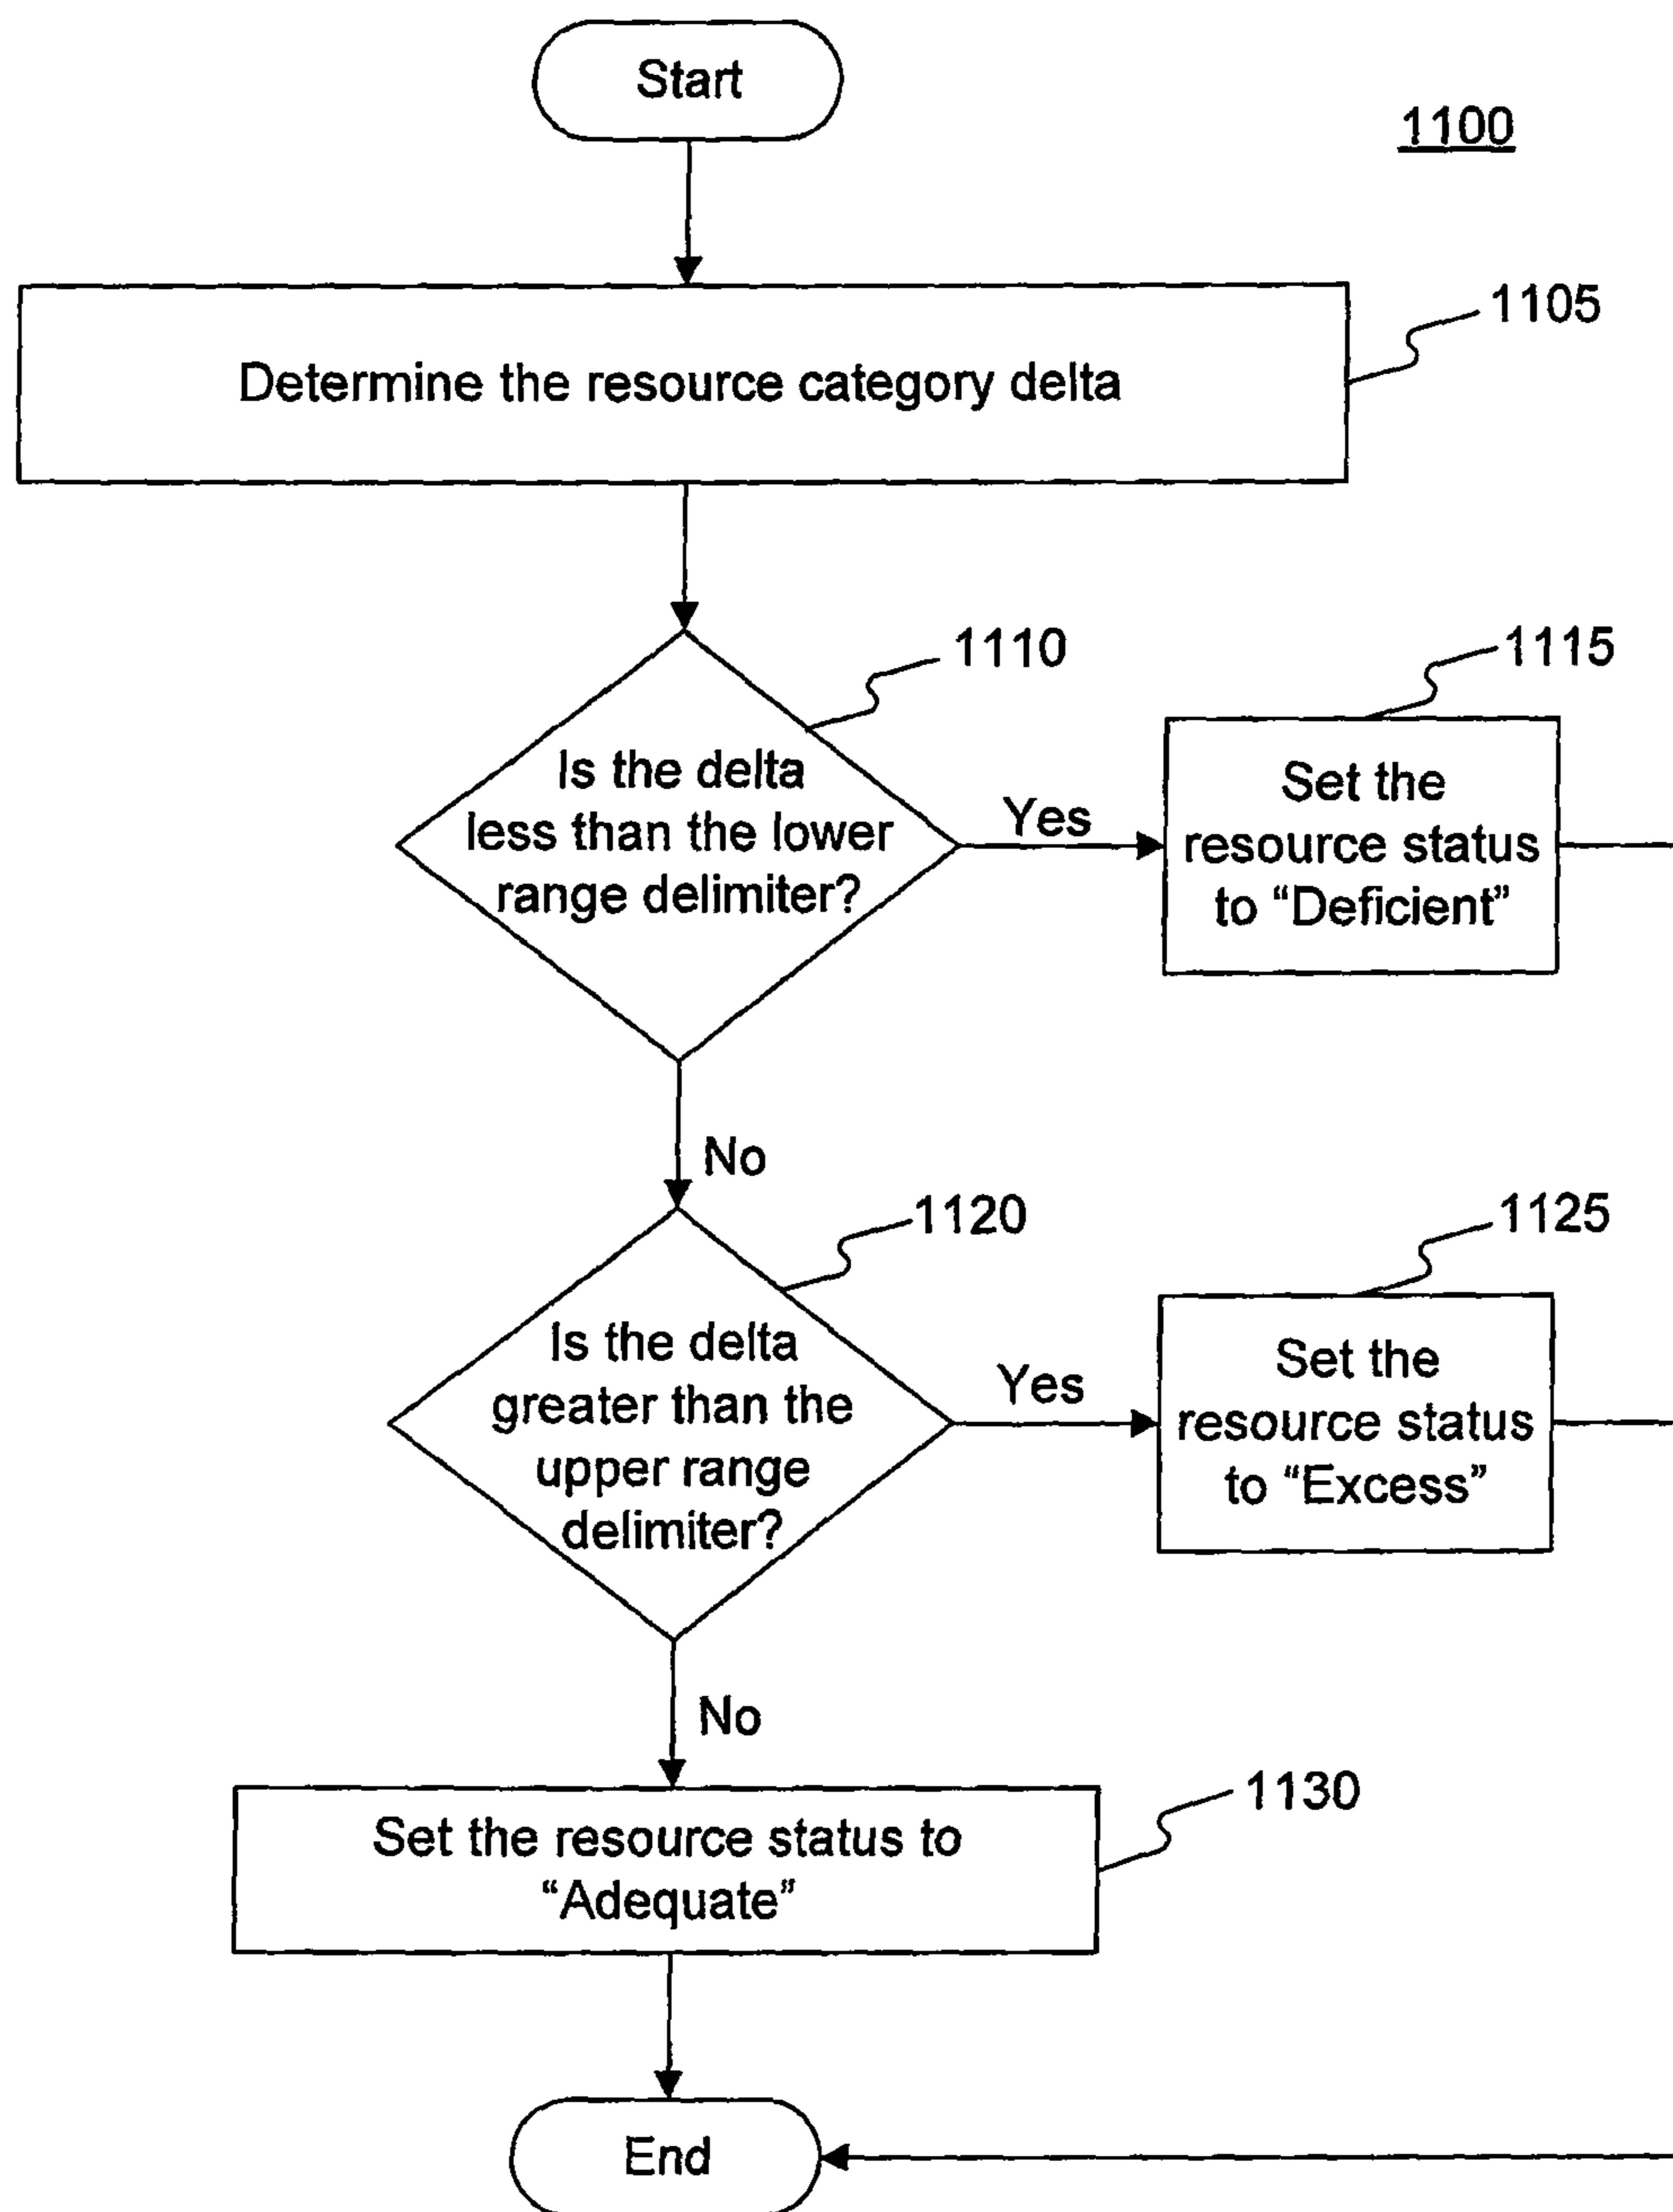 Start
1100
1105
Determine the resource category delta
1110
1115
Is the delta
less than the lower
range delimiter?
Yes
Set the
resource status
to “Deficient”
No
1120
1125
Is the delta
greater than the
upper range
delimiter?
Yes
Set the
resource status
to “Excess”
No
1130
Set the resource status to
“Adequate”
End